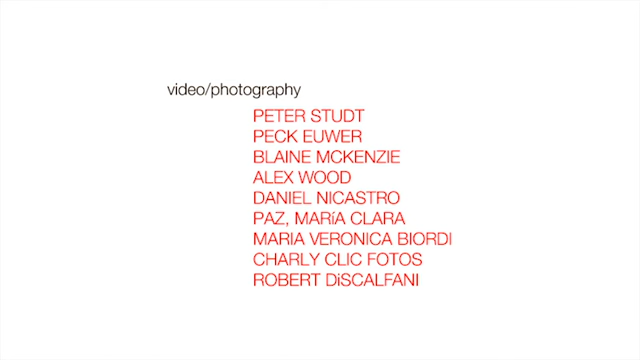 video/photography
PETER STUDT
PECK EUWER
BLAINE MCKENZIE
ALEX WOOD
DANIEL NICASTRO
PAZ, MARíA CLARA
MARIA VERONICA BIORDI
CHARLY CLIC FOTOS
ROBERT DiSCALFANI